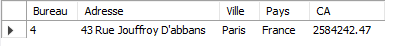 Bureau Adresse Ville Pays CA
4 43 Rue Jouffroy D'abbans Paris France 2584242.47